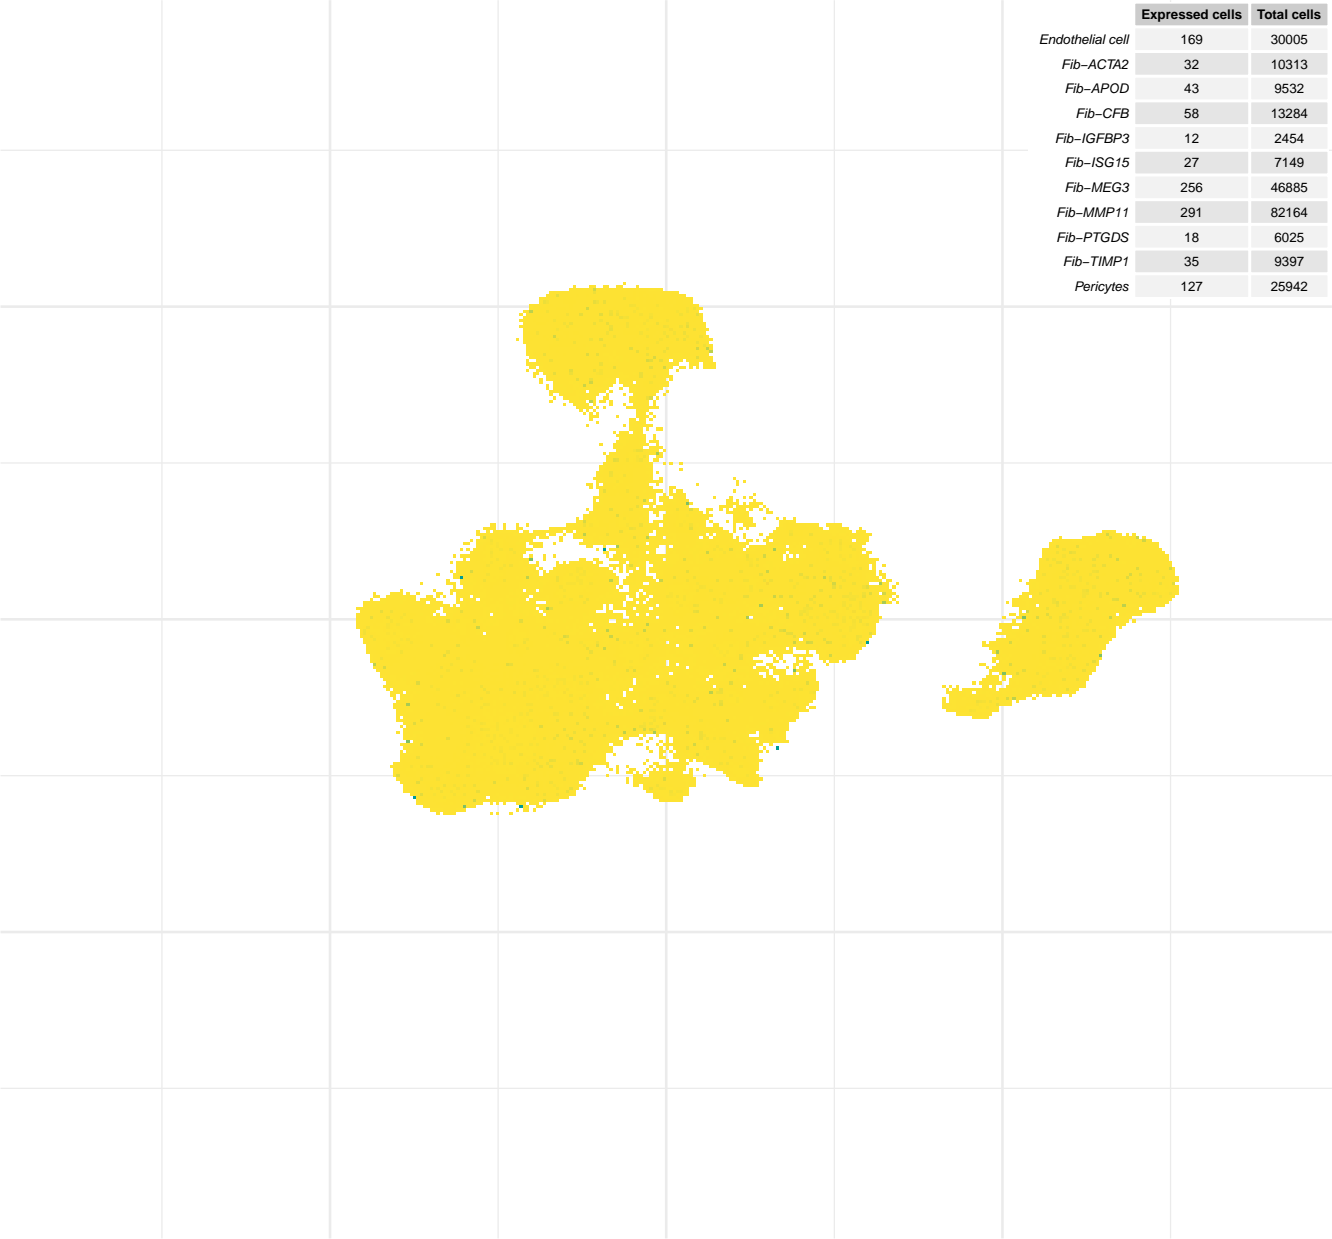 Expressed cells Total cells
Endothelial cell 169 30005
Fib−ACTA2 32 10313
Fib−APOD 43 9532
Fib−CFB 58 13284
Fib−IGFBP3 12 2454
Fib−ISG15 27 7149
Fib−MEG3 256 46885
Fib−MMP11 291 82164
Fib−PTGDS 18 6025
Fib−TIMP1 35 9397
Pericytes 127 25942